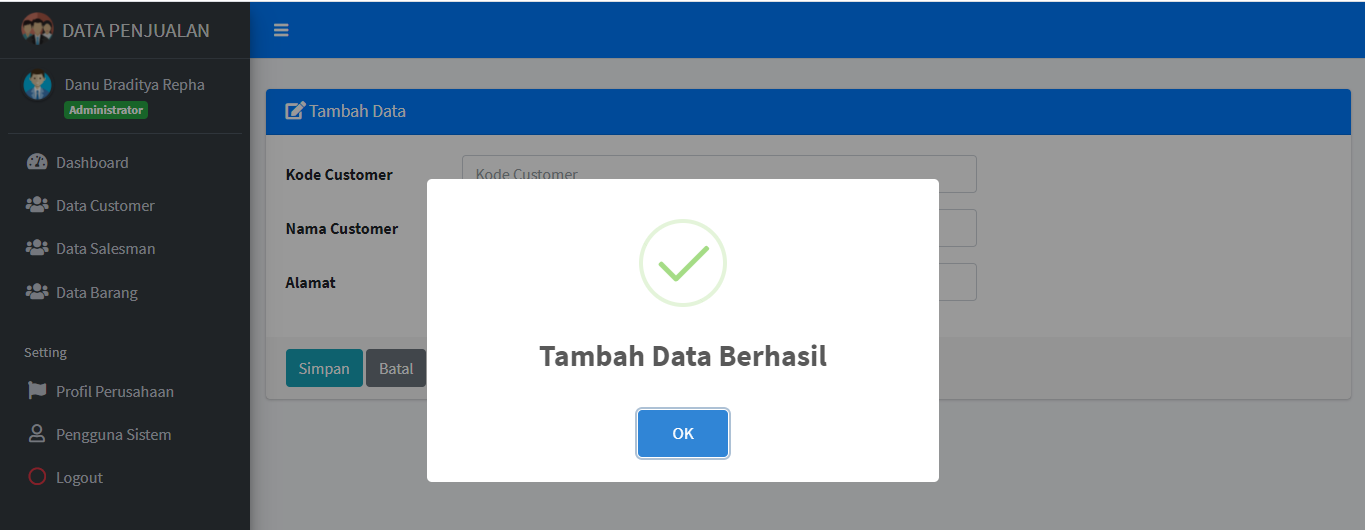 DATA PENJUALAN
Danu Braditya Repha
Administrator
Dashboard
Data Customer
Data Salesman
Data Barang
Setting
Profil Perusahaan
Pengguna Sistem
Logout
Tambah Data
Kode Customer
Kode Customer
Nama Customer
Alamat
Simpan
Batal
Tambah Data Berhasil
OK